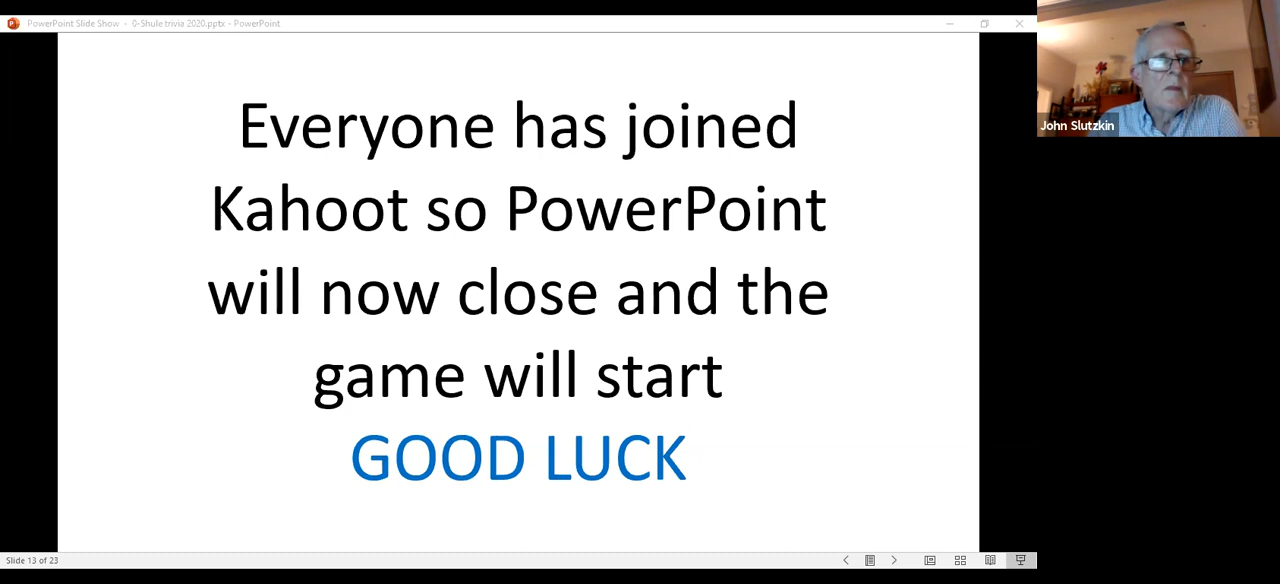 PowerPoint Slide Show - 0-Shule trivia 2020.pptx - PowerPoint
Everyone has joined
Kahoot so PowerPoint
will now close and the
game will start
GOOD LUCK
John Slutzkin
Slide 13 of 23